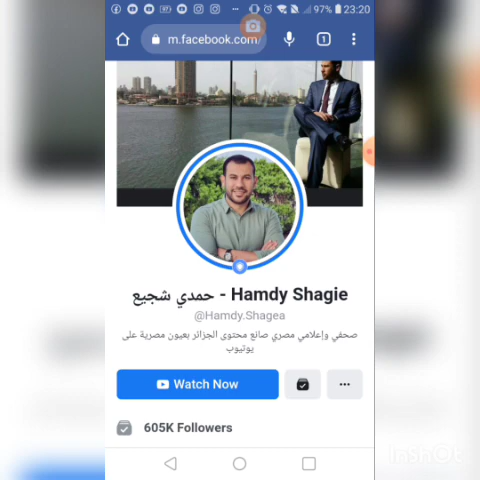 97% 23:20
m.facebook.com/
1
Hamdy Shagie - حمدي شجيع
@Hamdy.Shagea
صحفي وإعلامي مصري صانع محتوى الجزائر بعيون مصرية على
يوتيوب
Watch Now
605K Followers
InShOt